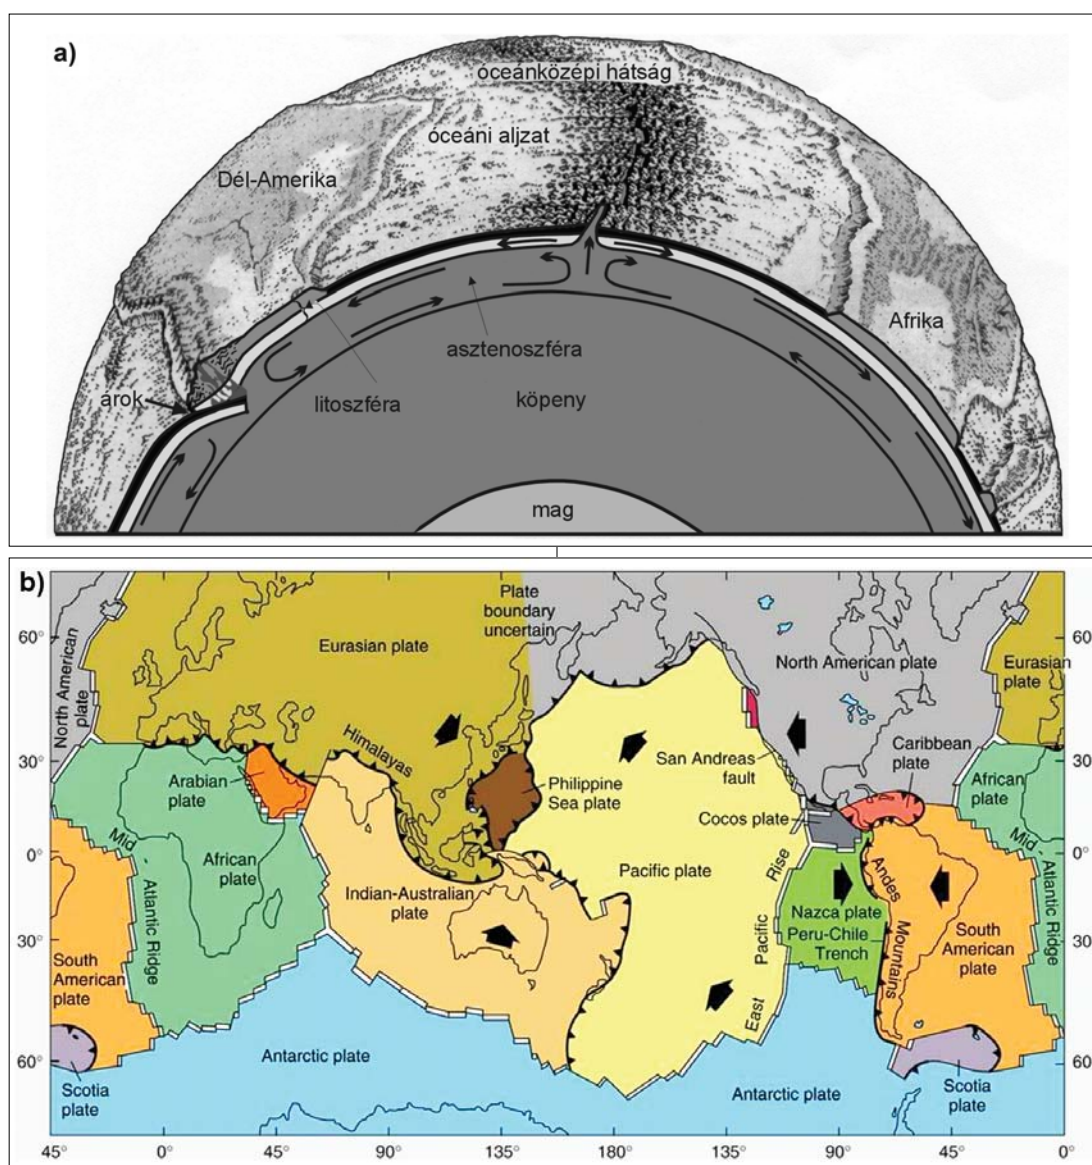 a)
óceánközépi hátság
óceáni aljzat
Dél-Amerika
Afrika
asztenoszféra
árok
litoszféra
köpeny
mag
b)
60°
30°
0°
30°
60°
North American
plate
Eurasian plate
Plate
boundary
uncertain
North American plate
Eurasian
plate
60°
30°
0°
30°
60°
Himalayas
Arabian
plate
Philippine
Sea plate
San Andreas
fault
Caribbean
plate
African
plate
Cocos plate
Mid
Atlantic Ridge
African
plate
Indian-Australian
plate
Pacific plate
East Pacific Rise
Nazca plate
Peru-Chile
Trench
Andes
Mountains
South
American
plate
Mid
Atlantic Ridge
South
American
plate
Antarctic plate
Antarctic plate
Scotia
plate
Scotia
plate
45°
0°
45°
90°
135°
180°
135°
90°
45°
0°